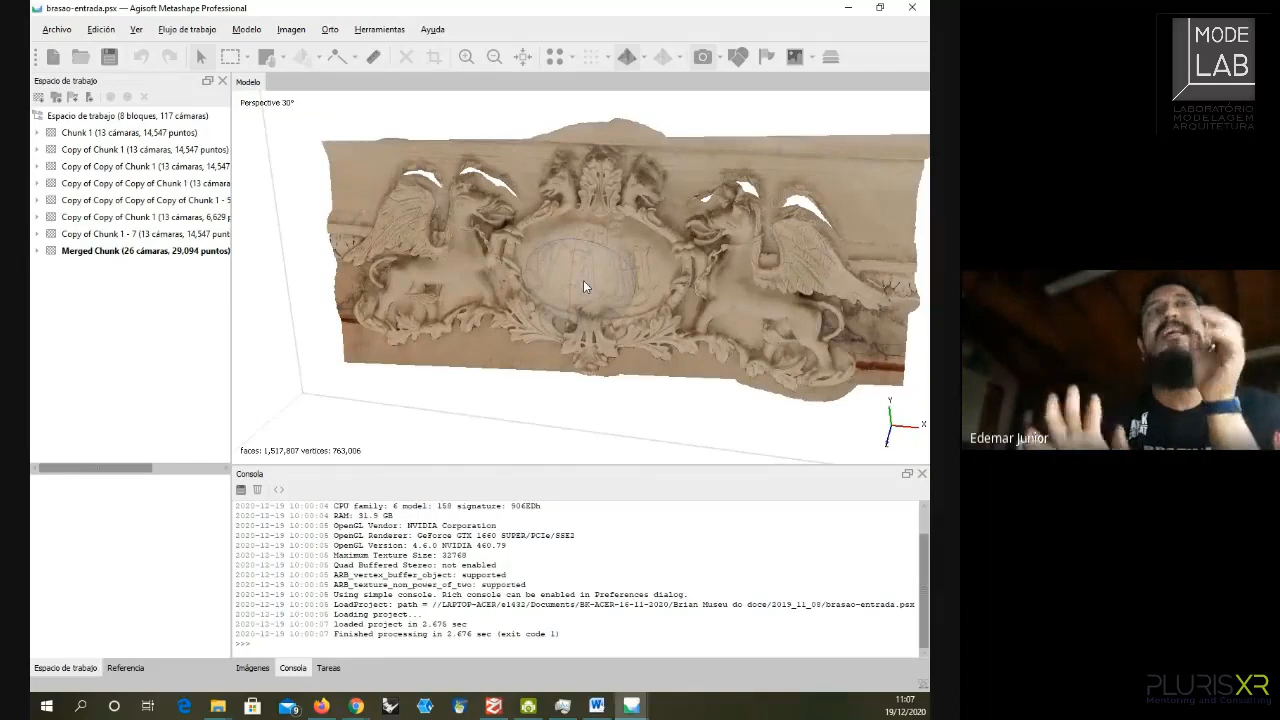 brasao-entrada.psx — Agisoft Metashape Professional
Archivo Edición Ver Flujo de trabajo Modelo Imagen Orto Herramientas Ayuda
Espacio de trabajo
Modelo
Perspective 30°
Espacio de trabajo (8 bloques, 117 cámaras)
Chunk 1 (13 cámaras, 14,547 puntos)
Copy of Chunk 1 (13 cámaras, 14,547 puntos)
Copy of Copy of Chunk 1 (13 cámaras, 14,547
Copy of Copy of Copy of Chunk 1 (13 cámaras
Copy of Copy of Copy of Copy of Chunk 1 - 5
Copy of Copy of Chunk 1 (13 cámaras, 6,629 p
Copy of Chunk 1 - 7 (13 cámaras, 14,547 punt
Merged Chunk (26 cámaras, 29,094 puntos)
Y
X
Z
faces: 1,517,807 vertices: 763,006
Consola
2020-12-19 10:00:04 CPU family: 6 model: 158 signature: 906EDh
2020-12-19 10:00:04 RAM: 31.9 GB
2020-12-19 10:00:05 OpenGL Vendor: NVIDIA Corporation
2020-12-19 10:00:05 OpenGL Renderer: GeForce GTX 1660 SUPER/PCIe/SSE2
2020-12-19 10:00:05 OpenGL Version: 4.6.0 NVIDIA 460.79
2020-12-19 10:00:05 Maximum Texture Size: 32768
2020-12-19 10:00:05 Quad Buffered Stereo: not enabled
2020-12-19 10:00:05 ARB_vertex_buffer_object: supported
2020-12-19 10:00:05 ARB_texture_non_power_of_two: supported
2020-12-19 10:00:05 Using simple console. Rich console can be enabled in Preferences dialog.
2020-12-19 10:00:05 LoadProject: path = //LAPTOP-ACER/e1432/Documents/BK-ACER-16-11-2020/Brian Museu do doce/2019_11_08/brasao-entrada.psx
2020-12-19 10:00:05 Loading project...
2020-12-19 10:00:07 loaded project in 2.675 sec
2020-12-19 10:00:07 Finished processing in 2.676 sec (exit code 1)
>>>
Espacio de trabajo Referencia
Imágenes Consola Tareas
11:07
19/12/2020
MODE
LAB
LABORATÓRIO
MODELAGEM
ARQUITETURA
Edemar Junior
PLURISXR
Mentoring and Consulting